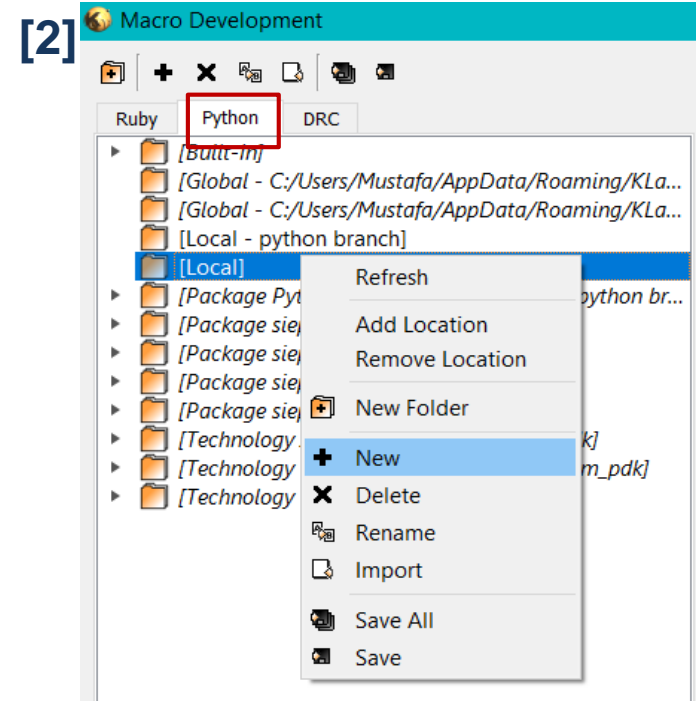 [2]
Macro Development
Ruby
Python
DRC
[Built-In]
[Global - C:/Users/Mustafa/AppData/Roaming/KLa...
[Global - C:/Users/Mustafa/AppData/Roaming/KLa...
[Local - python branch]
[Local]
[Package Pyt
python br...
[Package siep
[Package siep
[Package siep
[Package siep
[Technology
k]
[Technology
m_pdk]
[Technology
Refresh
Add Location
Remove Location
New Folder
New
Delete
Rename
Import
Save All
Save